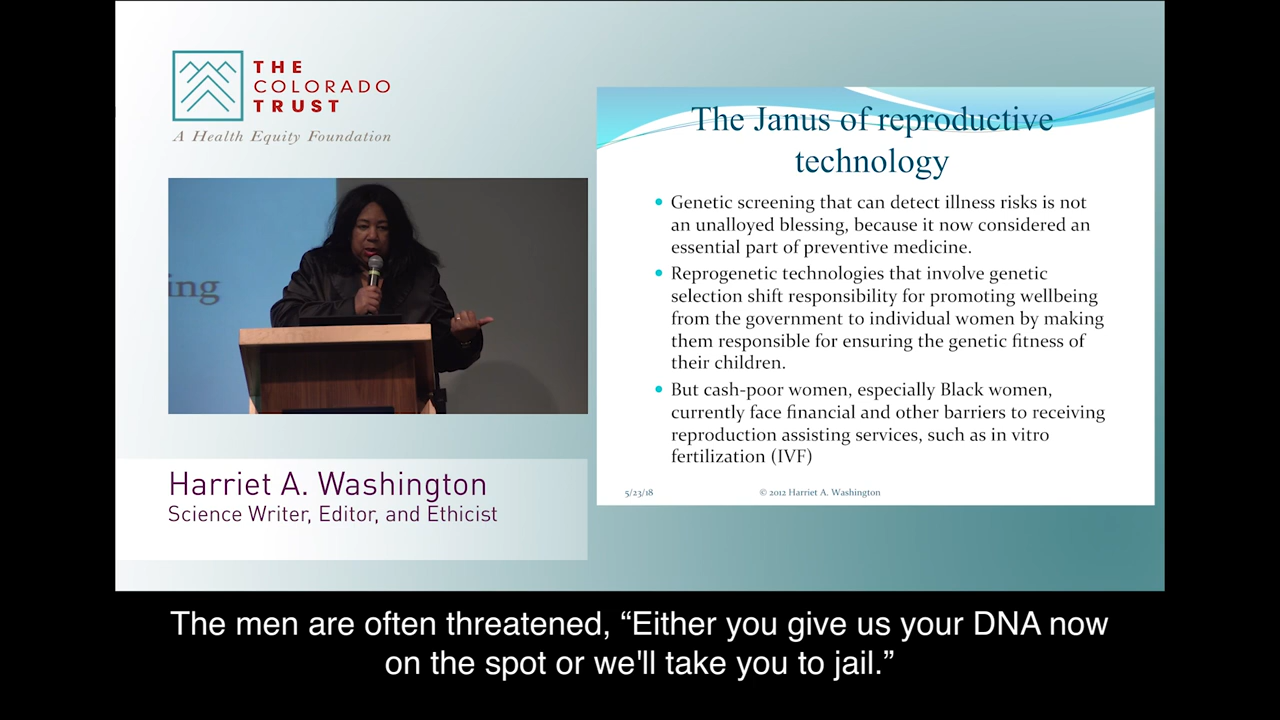 THE
COLORADO
TRUST
A Health Equity Foundation
ing
Harriet A. Washington
Science Writer, Editor, and Ethicist
The Janus of reproductive
technology
• Genetic screening that can detect illness risks is not
an unalloyed blessing, because it now considered an
essential part of preventive medicine.
• Reprogenetic technologies that involve genetic
selection shift responsibility for promoting wellbeing
from the government to individual women by making
them responsible for ensuring the genetic fitness of
their children.
• But cash-poor women, especially Black women,
currently face financial and other barriers to receiving
reproduction assisting services, such as in vitro
fertilization (IVF)
5/23/18
© 2012 Harriet A. Washington
The men are often threatened, “Either you give us your DNA now
on the spot or we'll take you to jail.”